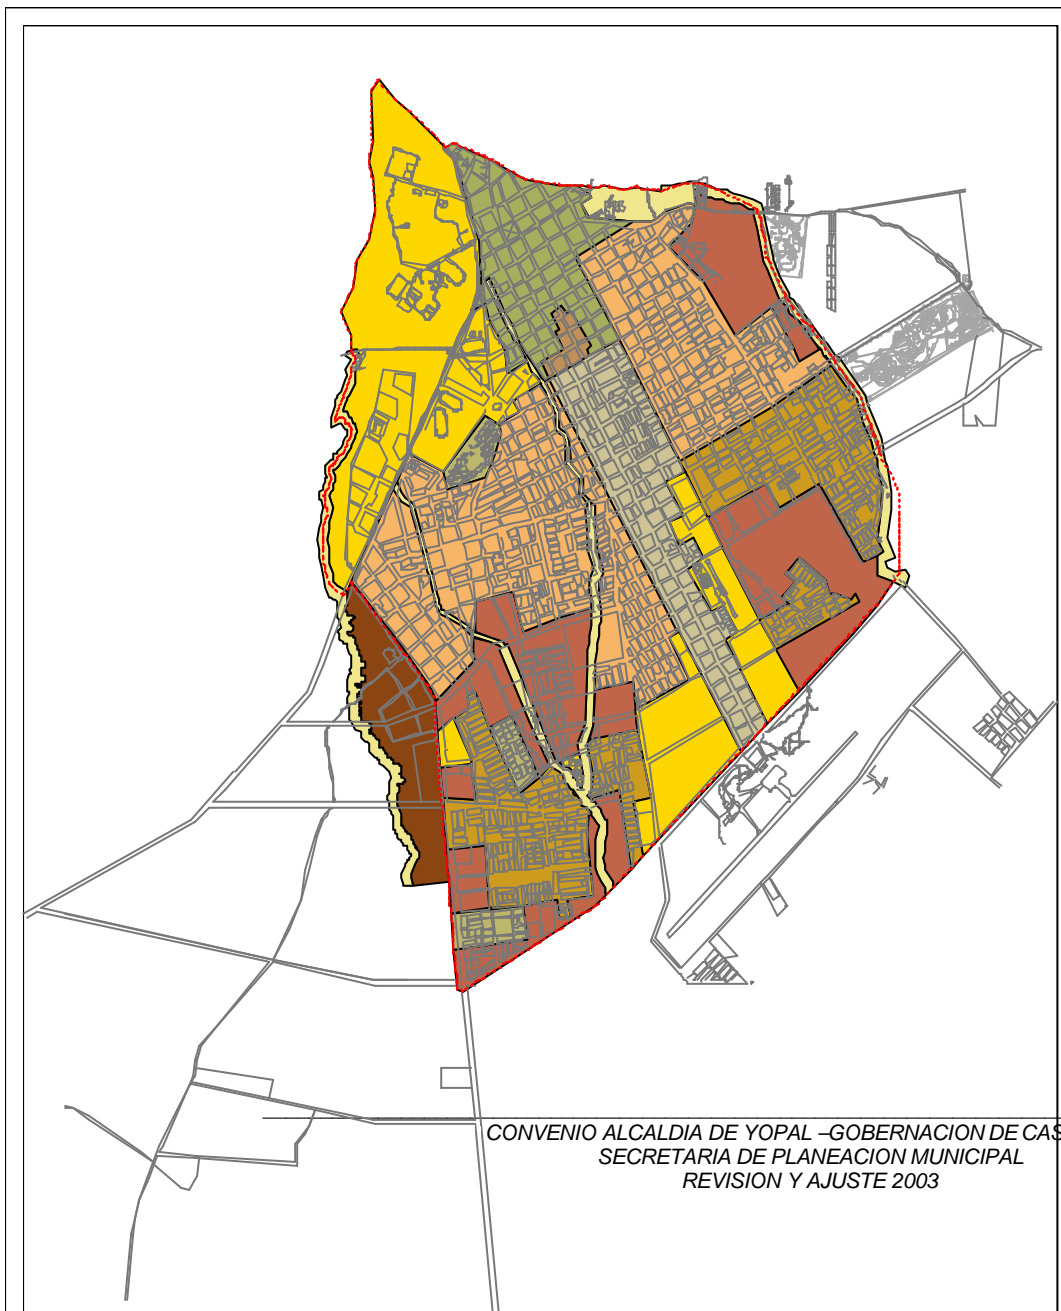 CONVENIO ALCALDIA DE YOPAL –GOBERNACION DE CAS
SECRETARIA DE PLANEACION MUNICIPAL
REVISION Y AJUSTE 2003